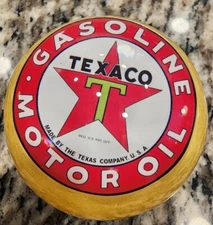 · GASOLINE ·
TEXACO
T
MADE BY THE TEXAS COMPANY U.S.A
MOTOR OIL